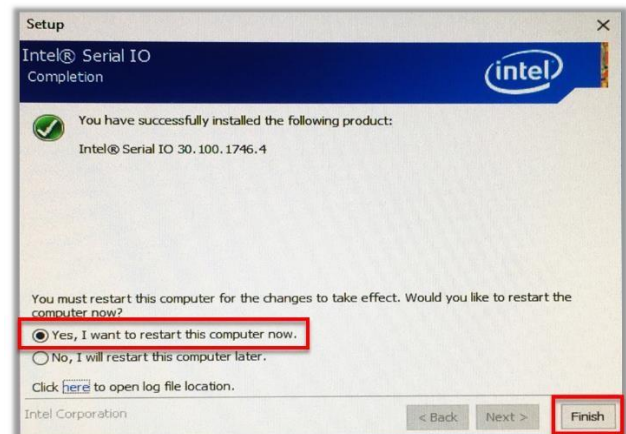 Setup
Intel® Serial IO
Completion
intel
You have successfully installed the following product:
Intel® Serial IO 30.100.1746.4
You must restart this computer for the changes to take effect. Would you like to restart the
computer now?
Yes, I want to restart this computer now.
No, I will restart this computer later.
Click here to open log file location.
Intel Corporation
< Back
Next >
Finish